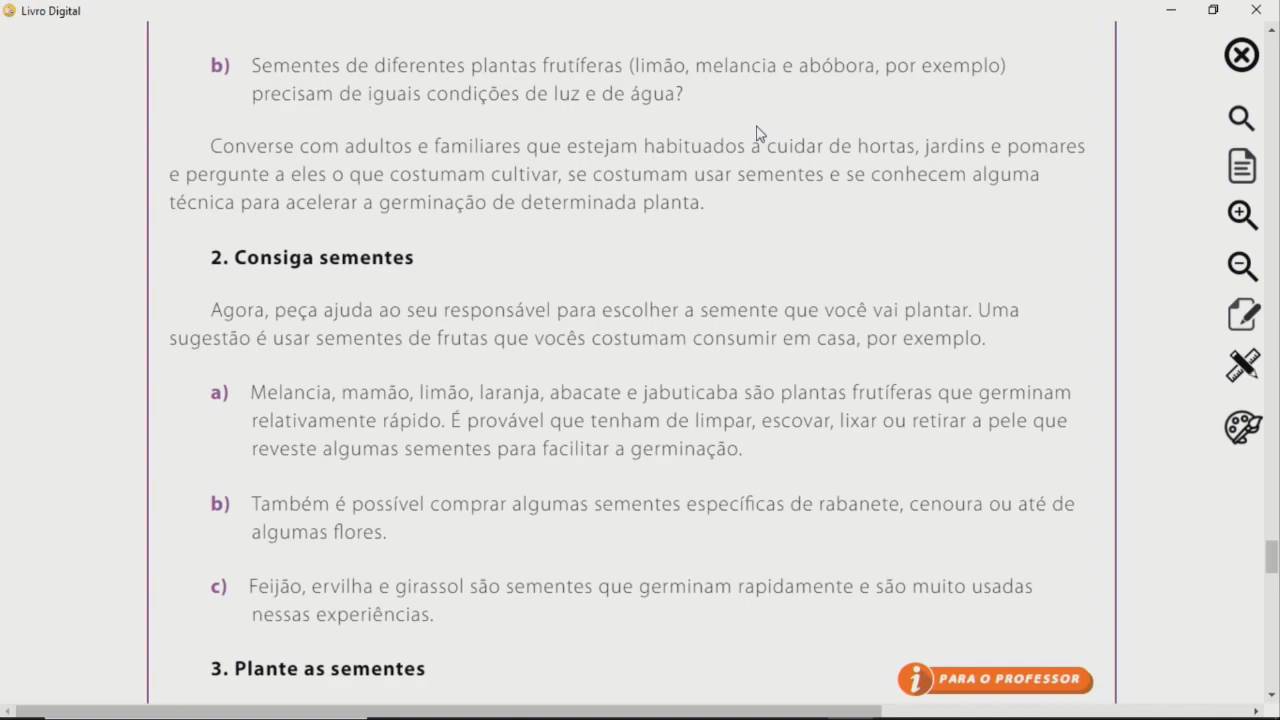 Livro Digital
b) Sementes de diferentes plantas frutíferas (limão, melancia e abóbora, por exemplo)
precisam de iguais condições de luz e de água?
Converse com adultos e familiares que estejam habituados a cuidar de hortas, jardins e pomares
e pergunte a eles o que costumam cultivar, se costumam usar sementes e se conhecem alguma
técnica para acelerar a germinação de determinada planta.
2. Consiga sementes
Agora, peça ajuda ao seu responsável para escolher a semente que você vai plantar. Uma
sugestão é usar sementes de frutas que vocês costumam consumir em casa, por exemplo.
a) Melancia, mamão, limão, laranja, abacate e jabuticaba são plantas frutíferas que germinam
relativamente rápido. É provável que tenham de limpar, escovar, lixar ou retirar a pele que
reveste algumas sementes para facilitar a germinação.
b) Também é possível comprar algumas sementes específicas de rabanete, cenoura ou até de
algumas flores.
c) Feijão, ervilha e girassol são sementes que germinam rapidamente e são muito usadas
nessas experiências.
3. Plante as sementes
i PARA O PROFESSOR